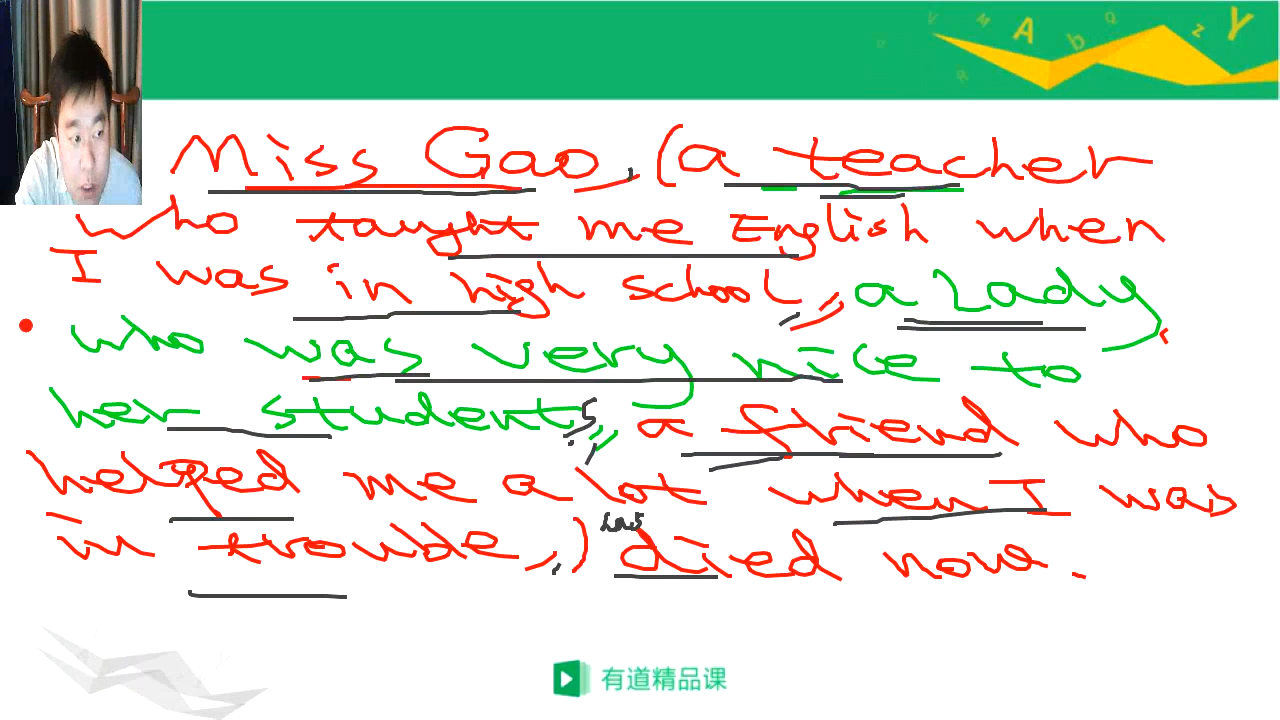 Miss Gao, (a teacher
who taught me English when
I was in high school, a lady
who was very nice to
her students, a friend who
helped me a lot when I was
in trouble,) has died now.
有道精品课